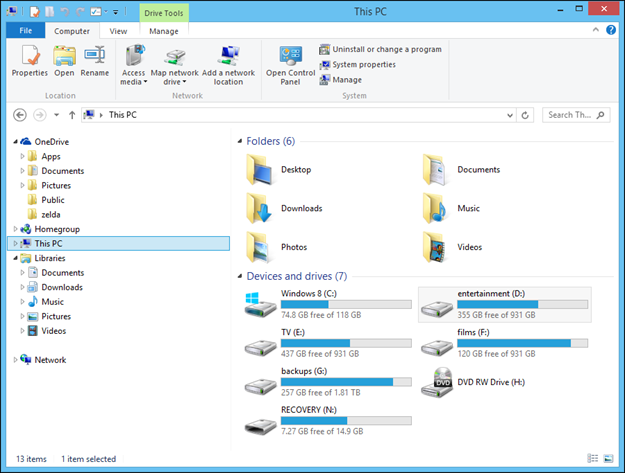 Drive Tools
This PC
File Computer View Manage
Properties
Open
Rename
Access media
Map network drive
Add a network location
Open Control Panel
Uninstall or change a program
System properties
Manage
Location
Network
System
This PC
Search Th...
OneDrive
Apps
Documents
Pictures
Public
zelda
Homegroup
This PC
Libraries
Documents
Downloads
Music
Pictures
Videos
Network
Folders (6)
Desktop
Documents
Downloads
Music
Photos
Videos
Devices and drives (7)
Windows 8 (C:)
74.8 GB free of 118 GB
entertainment (D:)
355 GB free of 931 GB
TV (E:)
437 GB free of 931 GB
films (F:)
120 GB free of 931 GB
backups (G:)
257 GB free of 1.81 TB
DVD
DVD RW Drive (H:)
RECOVERY (N:)
7.27 GB free of 14.9 GB
13 items 1 item selected